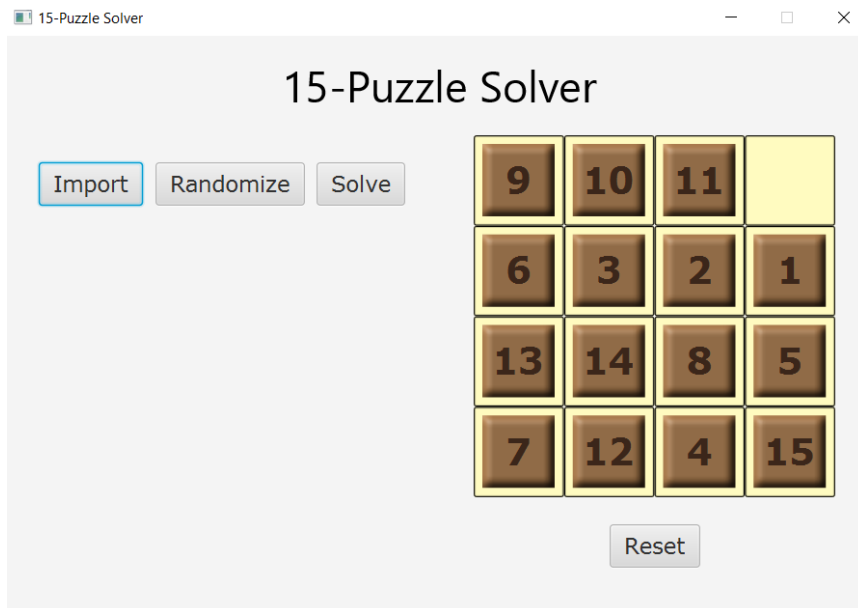 15-Puzzle Solver
15-Puzzle Solver
Import Randomize Solve
9 10 11
6 3 2 1
13 14 8 5
7 12 4 15
Reset